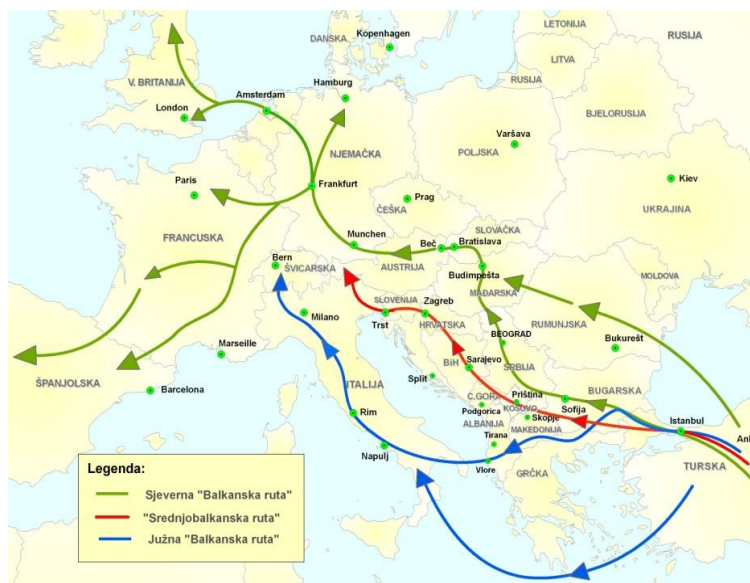 LETONIJA
RUSIJA
DANSKA
Kopenhagen
LITVA
V. BRITANIJA
Hamburg
RUSIJA
Amsterdam
BJELORUSIJA
London
NJEMAČKA
Varšava
POLJSKA
Paris
Frankfurt
Prag
Kiev
ČEŠKA
UKRAJINA
FRANCUSKA
SLOVAČKA
Munchen
Beč
Bratislava
Bern
ŠVICARSKA
AUSTRIJA
Budimpešta
MOLDOVA
MAĐARSKA
SLOVENIJA
Zagreb
Milano
Trst
HRVATSKA
RUMUNJSKA
BEOGRAD
Bukurešt
Marseille
Sarajevo
BiH
SRBIJA
ŠPANJOLSKA
Barcelona
ITALIJA
Split
BUGARSKA
Priština
C.GORA
KOSOVO
Sofija
Podgorica
Skopje
Istanbul
Rim
ALBANIJA
MAKEDONIJA
Ank
Tirana
Napulj
Vlore
GRČKA
TURSKA
Legenda:
Sjeverna "Balkanska ruta"
"Srednjobalkanska ruta"
Južna "Balkanska ruta"